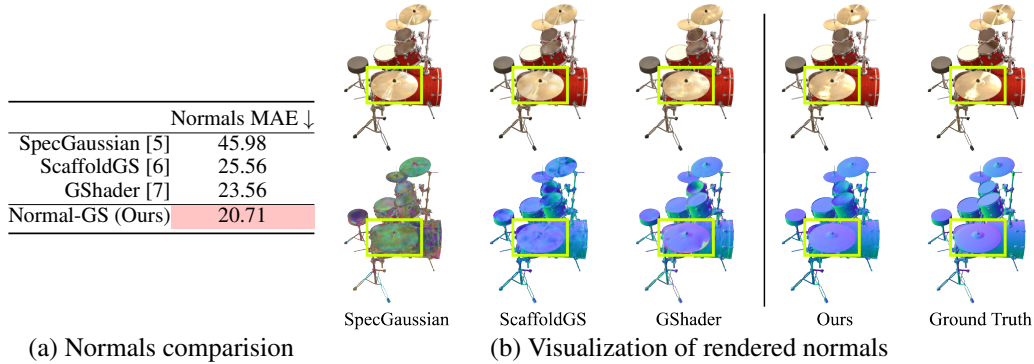 Normals MAE ↓
SpecGaussian [5] 45.98
ScaffoldGS [6] 25.56
GShader [7] 23.56
Normal-GS (Ours) 20.71
SpecGaussian ScaffoldGS GShader Ours Ground Truth
(a) Normals comparision (b) Visualization of rendered normals